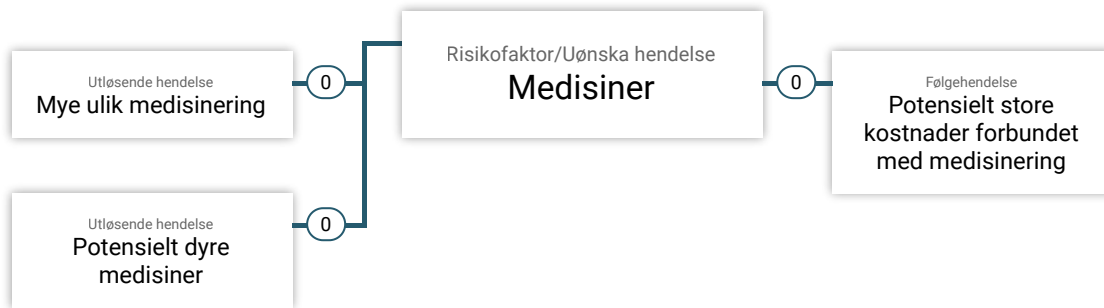 Utløsende hendelse
Mye ulik medisinering
0
Utløsende hendelse
Potensielt dyre
medisiner
0
Risikofaktor/Uønska hendelse
Medisiner
0
Følgehendelse
Potensielt store
kostnader forbundet
med medisinering